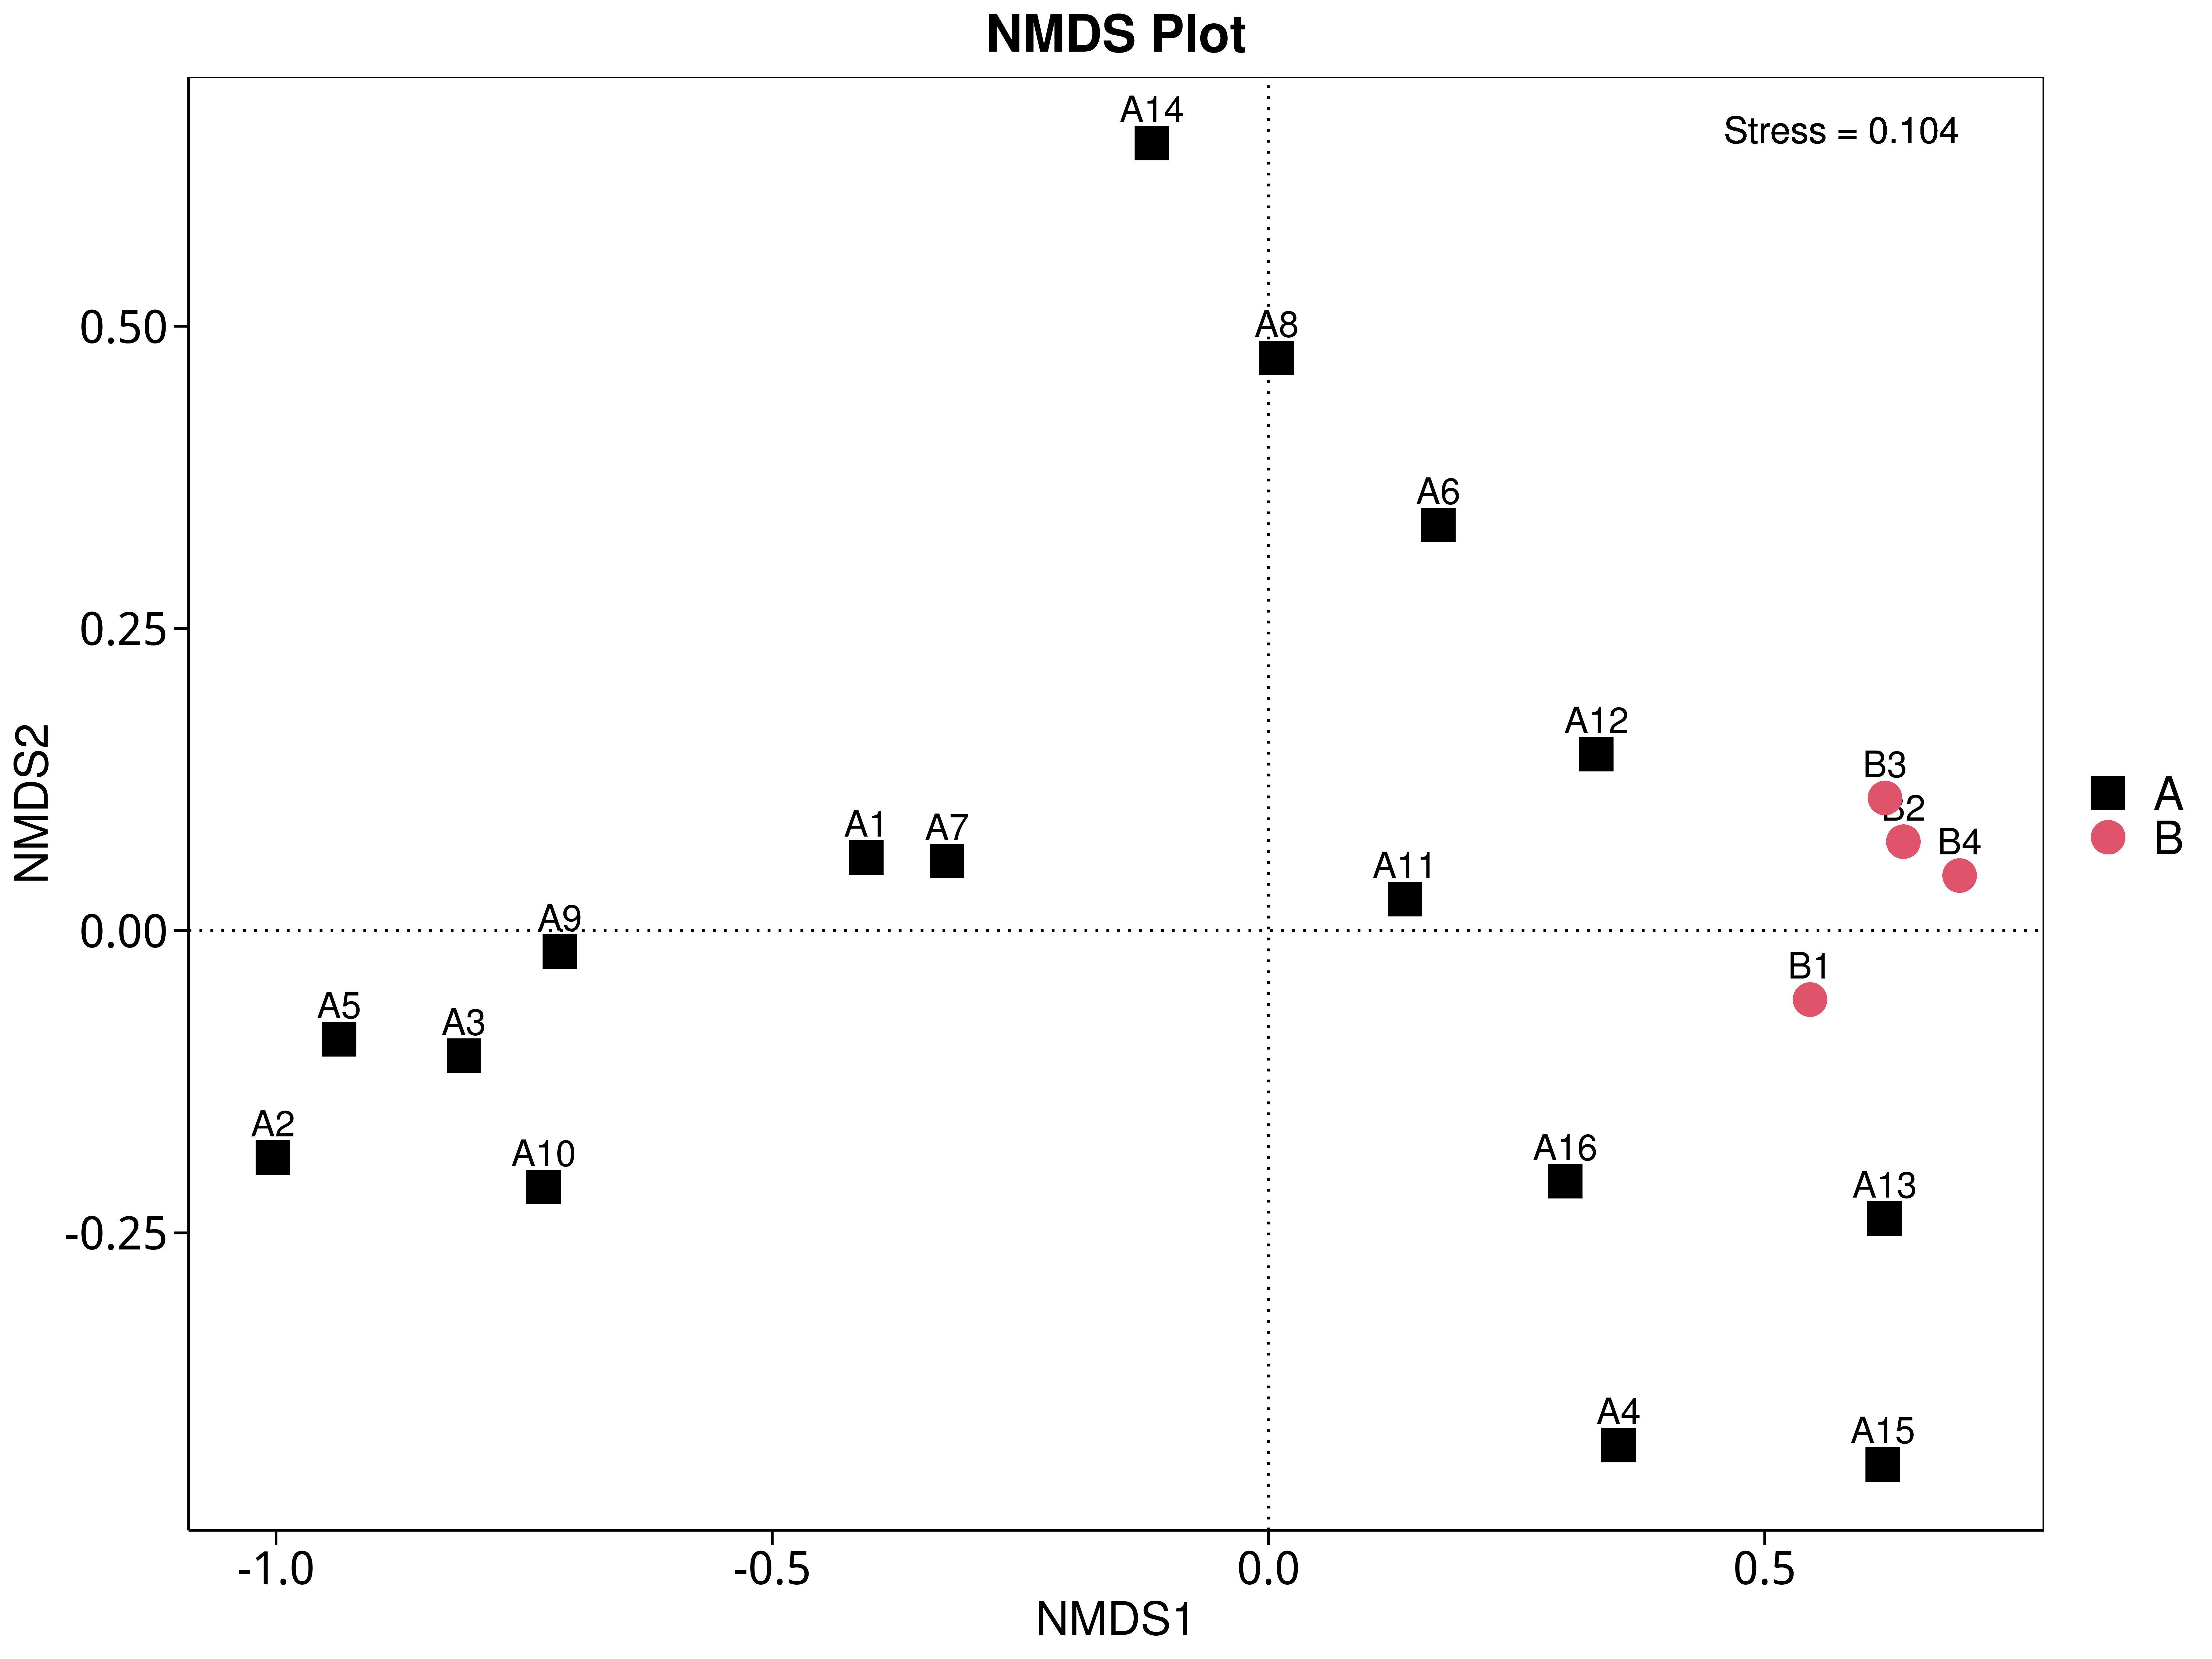 NMDS Plot
Stress = 0.104
A14
A8
A6
A12
B3
B2
B4
A1
A7
A11
A9
B1
A5
A3
A2
A10
A16
A13
A4
A15
0.50
0.25
0.00
-0.25
NMDS2
-1.0
-0.5
0.0
0.5
NMDS1
A
B